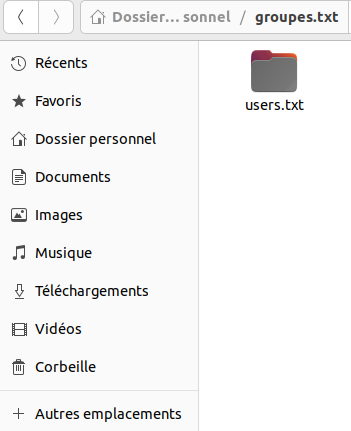 Dossier… sonnel / groupes.txt
users.txt
Récents
Favoris
Dossier personnel
Documents
Images
Musique
Téléchargements
Vidéos
Corbeille
Autres emplacements